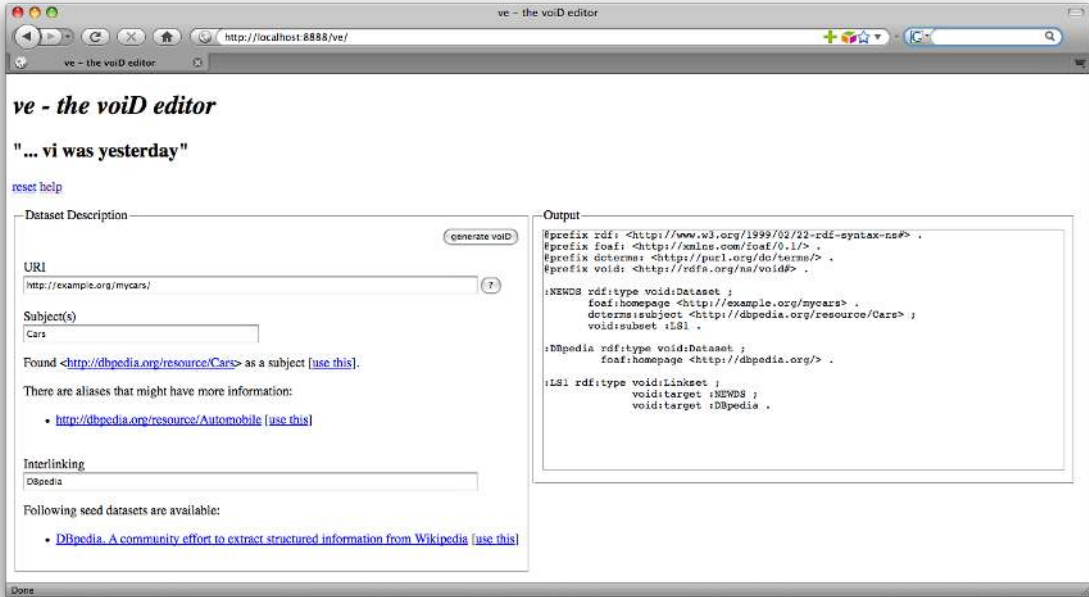 ve - the voiD editor
http://localhost:8888/ve/
ve - the voiD editor
ve - the voiD editor
"... vi was yesterday"
reset help
Dataset Description
generate voiD
URI
http://example.org/mycars/
?
Subject(s)
Cars
Found <http://dbpedia.org/resource/Cars> as a subject [use this].
There are aliases that might have more information:
• http://dbpedia.org/resource/Automobile [use this]
Interlinking
DBpedia
Following seed datasets are available:
• DBpedia. A community effort to extract structured information from Wikipedia [use this]
Output
@prefix rdf: <http://www.w3.org/1999/02/22-rdf-syntax-ns#> .
@prefix foaf: <http://xmlns.com/foaf/0.1/> .
@prefix dcterms: <http://purl.org/dc/terms/> .
@prefix void: <http://rdfs.org/ns/void#> .
:NEWDS rdf:type void:Dataset ;
foaf:homepage <http://example.org/mycars> .
dcterms:subject <http://dbpedia.org/resource/Cars> ;
void:subset :LS1 .
:DBpedia rdf:type void:Dataset ;
foaf:homepage <http://dbpedia.org/> .
:LS1 rdf:type void:Linkset ;
void:target :NEWDS ;
void:target :DBpedia .
Done